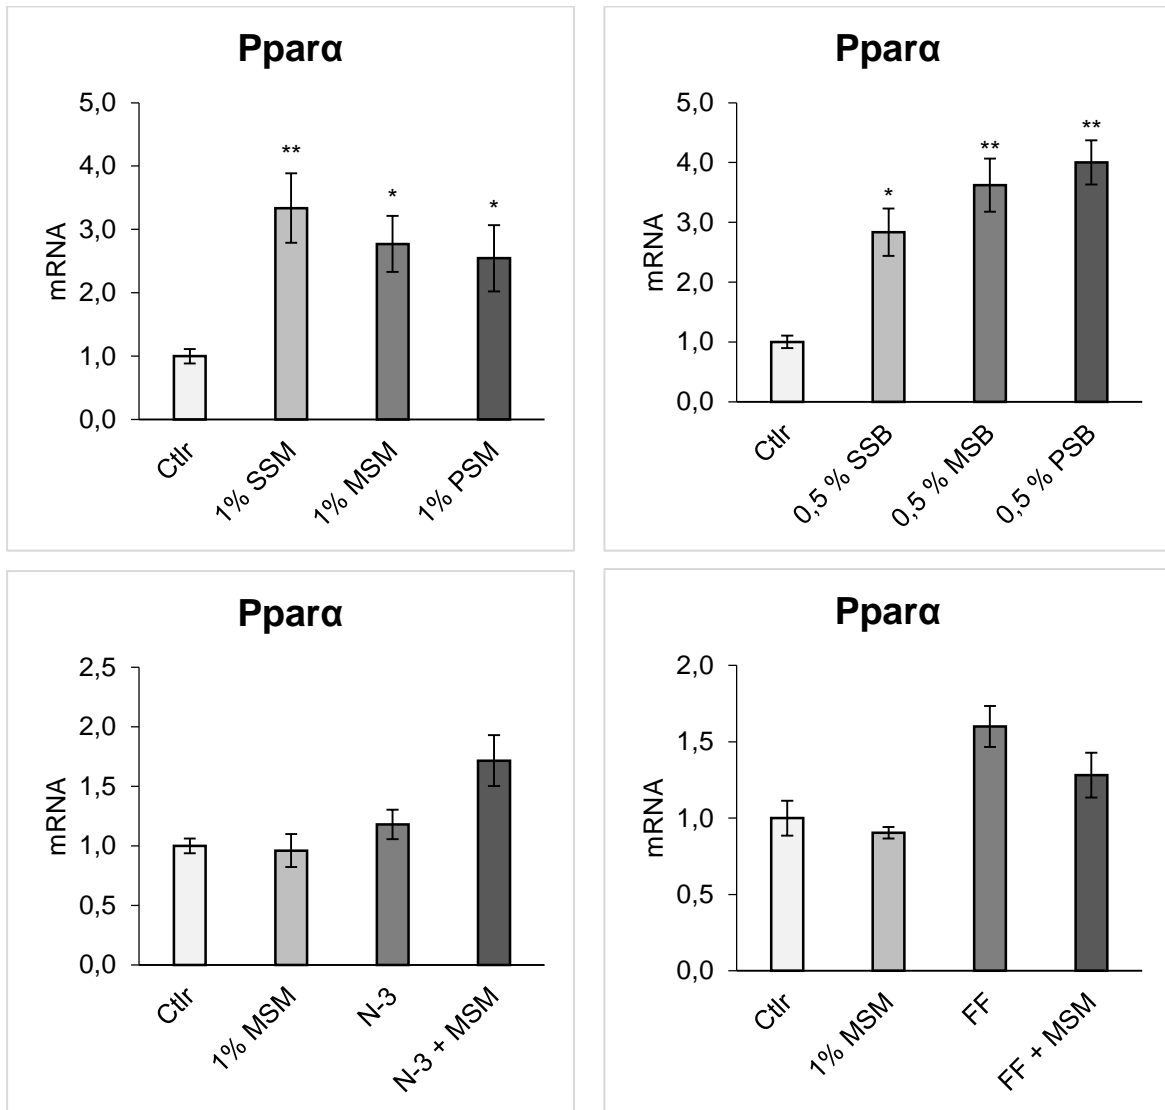 Pparα
mRNA
5,0
4,0
3,0
2,0
1,0
0,0
**
*
*
Ctlr
1% SSM
1% MSM
1% PSM
Pparα
mRNA
5,0
4,0
3,0
2,0
1,0
0,0
*
**
**
Ctlr
0,5 % SSB
0,5 % MSB
0,5 % PSB
Pparα
mRNA
2,5
2,0
1,5
1,0
0,5
0,0
Ctlr
1% MSM
N-3
N-3 + MSM
Pparα
mRNA
2,0
1,5
1,0
0,5
0,0
Ctlr
1% MSM
FF
FF + MSM